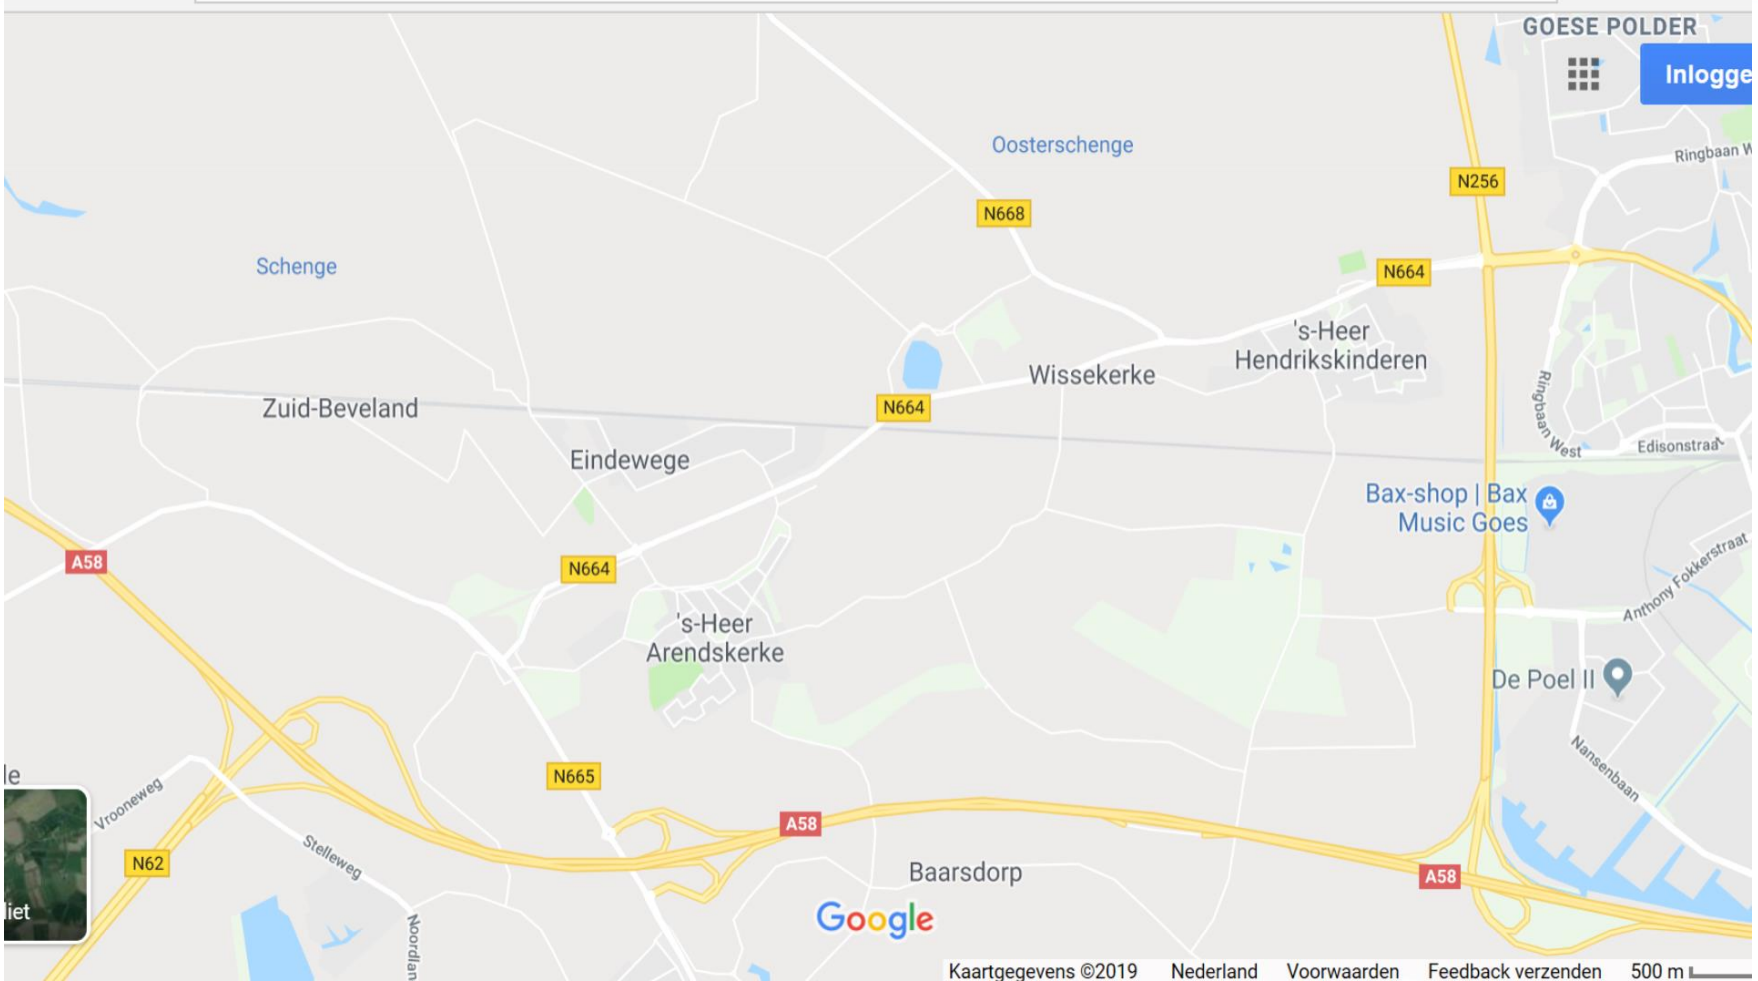 GOESE POLDER
Inlogge
Ringbaan W
Oosterschenge
N256
N668
Schenge
N664
's-Heer
Hendrikskinderen
Wissekerke
Zuid-Beveland
N664
Ringbaan West
Edisonstraat
Eindewege
Bax-shop | Bax
Music Goes
A58
N664
Anthony Fokkerstraat
's-Heer
Arendskerke
De Poel II
le
N665
Nansenbaan
Vrooneweg
A58
Stelleweg
N62
Baarsdorp
A58
liet
Google
Noordlan
Kaartgegevens ©2019 Nederland Voorwaarden Feedback verzenden 500 m